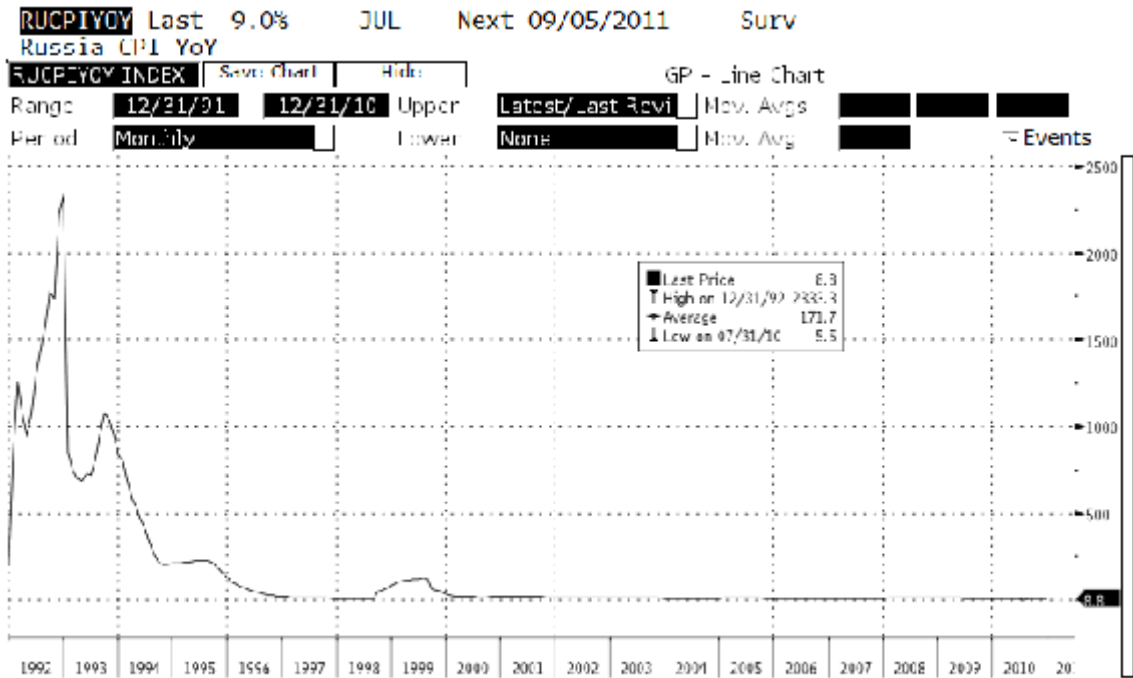 RUCPIYOY Last 9.0% JUL Next 09/05/2011 Surv
Russia CPI YoY
RUCPIYOY INDEX Save Chart Hide GP - Line Chart
Range 12/31/91 12/31/10 Upper Latest/Last Revi Mov. Avgs
Period Monthly Lower None Mov. Avg Events
2500
2000
Last Price 8.8
High on 12/31/92 2333.3
Average 171.7
Low on 07/31/10 5.5
1500
1000
500
8.8
1992 1993 1994 1995 1996 1997 1998 1999 2000 2001 2002 2003 2004 2005 2006 2007 2008 2009 2010 20